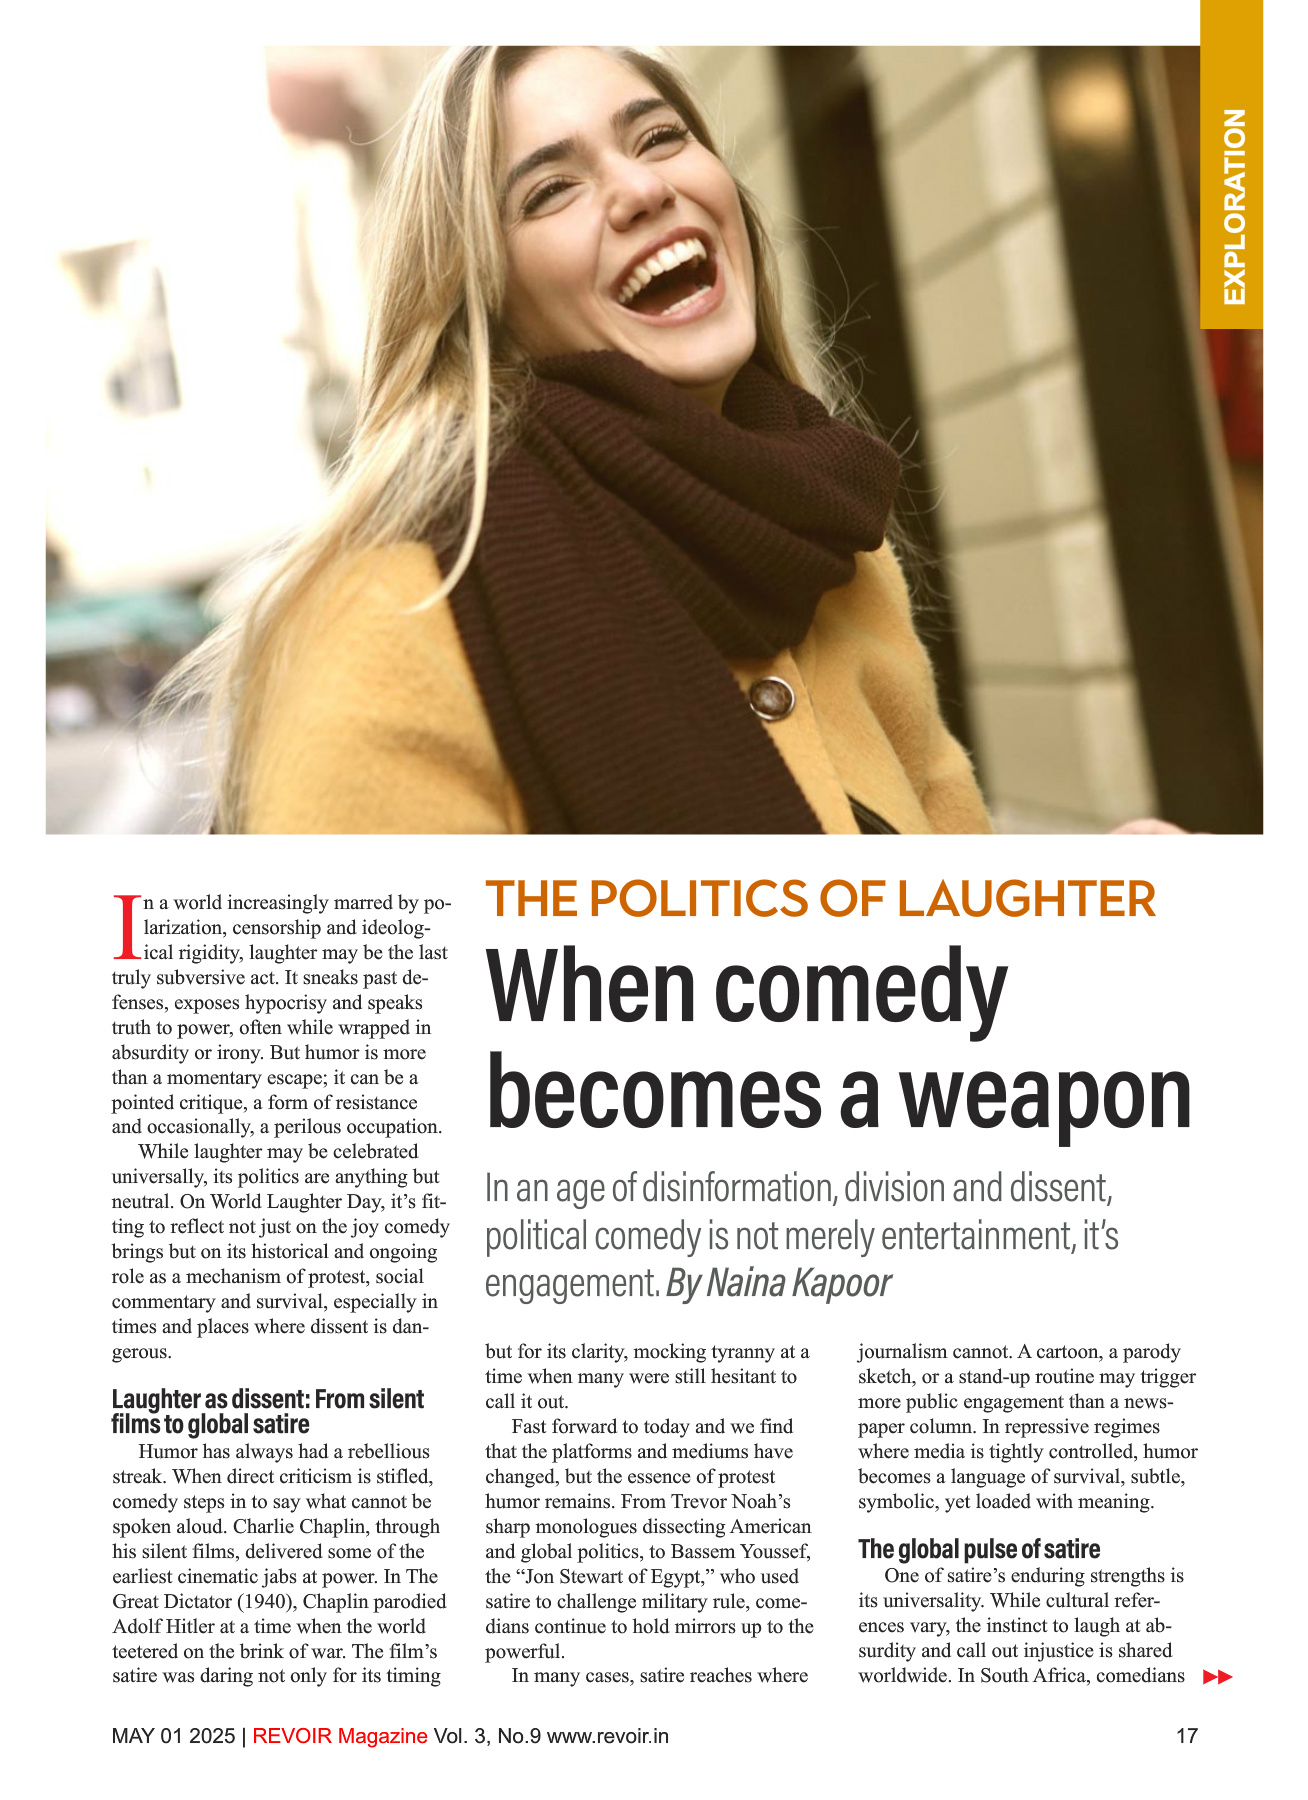 EXPLORATION
THE POLITICS OF LAUGHTER
When comedy
becomes a weapon
In an age of disinformation, division and dissent,
political comedy is not merely entertainment, it's
engagement. By Naina Kapoor
In a world increasingly marred by po-
larization, censorship and ideolog-
ical rigidity, laughter may be the last
truly subversive act. It sneaks past de-
fenses, exposes hypocrisy and speaks
truth to power, often while wrapped in
absurdity or irony. But humor is more
than a momentary escape; it can be a
pointed critique, a form of resistance
and occasionally, a perilous occupation.
While laughter may be celebrated
universally, its politics are anything but
neutral. On World Laughter Day, it's fit-
ting to reflect not just on the joy comedy
brings but on its historical and ongoing
role as a mechanism of protest, social
commentary and survival, especially in
times and places where dissent is dan-
gerous.
Laughter as dissent: From silent
films to global satire
Humor has always had a rebellious
streak. When direct criticism is stifled,
comedy steps in to say what cannot be
spoken aloud. Charlie Chaplin, through
his silent films, delivered some of the
earliest cinematic jabs at power. In The
Great Dictator (1940), Chaplin parodied
Adolf Hitler at a time when the world
teetered on the brink of war. The film's
satire was daring not only for its timing
but for its clarity, mocking tyranny at a
time when many were still hesitant to
call it out.
Fast forward to today and we find
that the platforms and mediums have
changed, but the essence of protest
humor remains. From Trevor Noah's
sharp monologues dissecting American
and global politics, to Bassem Youssef,
the “Jon Stewart of Egypt,” who used
satire to challenge military rule, come-
dians continue to hold mirrors up to the
powerful.
In many cases, satire reaches where
journalism cannot. A cartoon, a parody
sketch, or a stand-up routine may trigger
more public engagement than a news-
paper column. In repressive regimes
where media is tightly controlled, humor
becomes a language of survival, subtle,
symbolic, yet loaded with meaning.
The global pulse of satire
One of satire's enduring strengths is
its universality. While cultural refer-
ences vary, the instinct to laugh at ab-
surdity and call out injustice is shared
worldwide. In South Africa, comedians
MAY 01 2025 | REVOIR Magazine Vol. 3, No.9 www.revoir.in
17